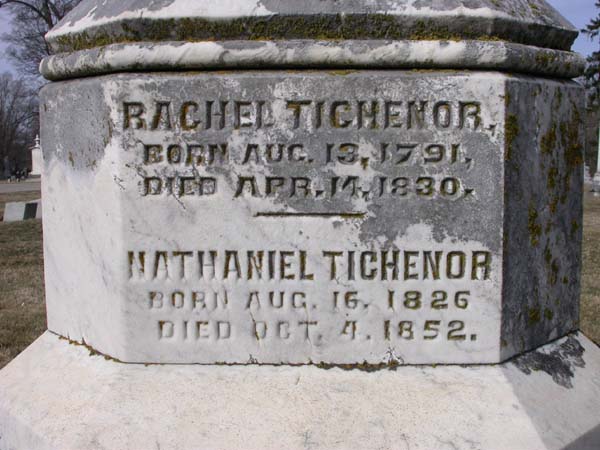 RACHEL TICHENOR,
BORN AUG. 13, 1791,
DIED APR. 14, 1830.
NATHANIEL TICHENOR
BORN AUG. 16, 1826
DIED OCT. 4, 1852.